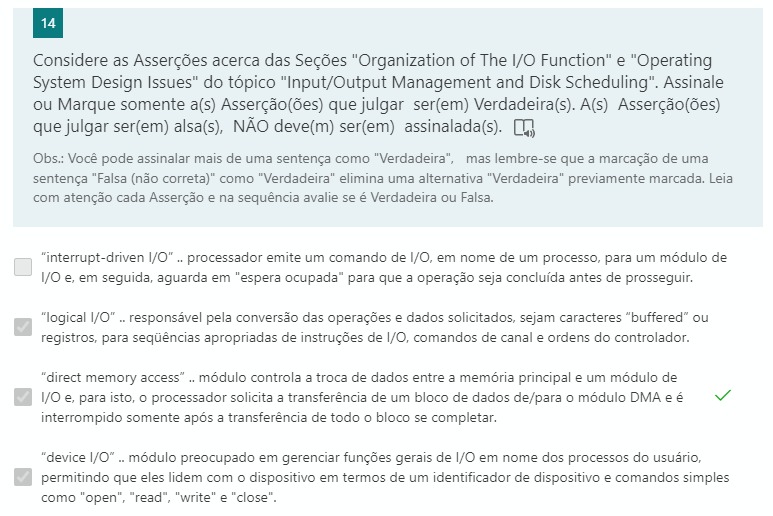 14
Considere as Asserções acerca das Seções "Organization of The I/O Function" e "Operating
System Design Issues" do tópico "Input/Output Management and Disk Scheduling". Assinale
ou Marque somente a(s) Asserção(ões) que julgar  ser(em) Verdadeira(s). A(s)  Asserção(ões)
que julgar ser(em) alsa(s),  NÃO deve(m) ser(em)  assinalada(s).
Obs.: Você pode assinalar mais de uma sentença como "Verdadeira",   mas lembre-se que a marcação de uma
sentença "Falsa (não correta)" como "Verdadeira" elimina uma alternativa "Verdadeira" previamente marcada. Leia
com atenção cada Asserção e na sequência avalie se é Verdadeira ou Falsa.
“interrupt-driven I/O” .. processador emite um comando de I/O, em nome de um processo, para um módulo de
I/O e, em seguida, aguarda em "espera ocupada" para que a operação seja concluída antes de prosseguir.
“logical I/O” .. responsável pela conversão das operações e dados solicitados, sejam caracteres “buffered” ou
registros, para seqüências apropriadas de instruções de I/O, comandos de canal e ordens do controlador.
“direct memory access” .. módulo controla a troca de dados entre a memória principal e um módulo de
I/O e, para isto, o processador solicita a transferência de um bloco de dados de/para o módulo DMA e é
interrompido somente após a transferência de todo o bloco se completar.
“device I/O” .. módulo preocupado em gerenciar funções gerais de I/O em nome dos processos do usuário,
permitindo que eles lidem com o dispositivo em termos de um identificador de dispositivo e comandos simples
como "open", "read", "write" e "close".